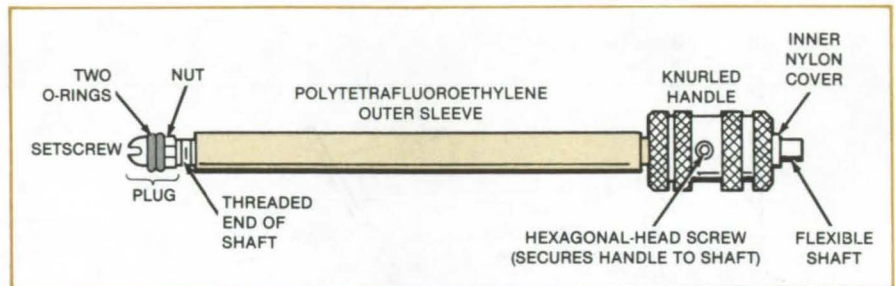 TWO
O-RINGS
NUT
SETSCREW
PLUG
THREADED
END OF
SHAFT
POLYTETRAFLUOROETHYLENE
OUTER SLEEVE
KNURLED
HANDLE
INNER
NYLON
COVER
HEXAGONAL-HEAD SCREW
(SECURES HANDLE TO SHAFT)
FLEXIBLE
SHAFT